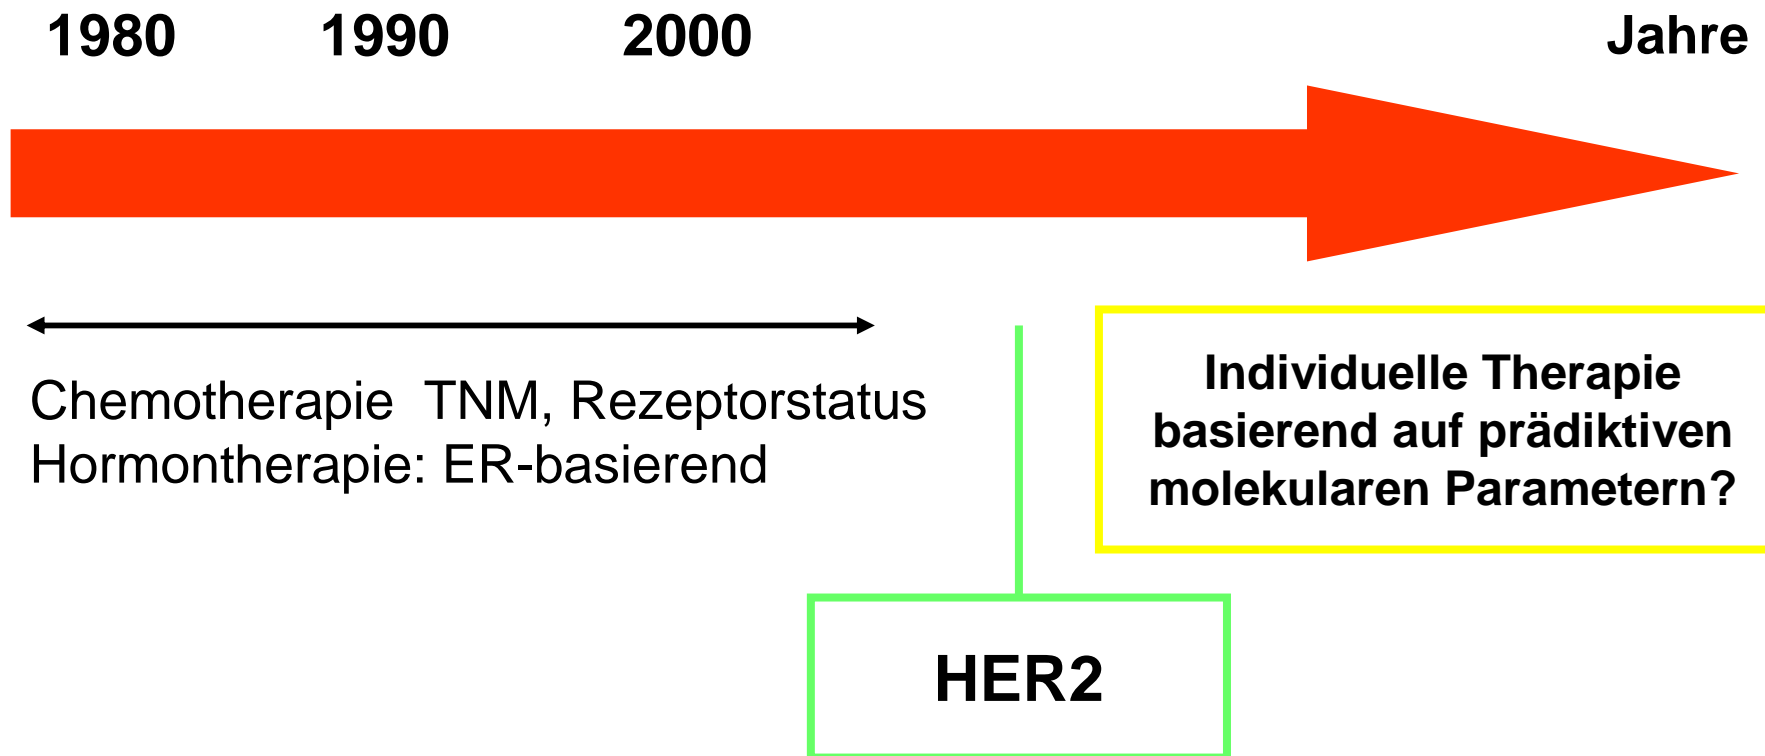 1980 1990 2000 Jahre
Chemotherapie TNM, Rezeptorstatus
Hormontherapie: ER-basierend
Individuelle Therapie
basierend auf prädiktiven
molekularen Parametern?
HER2